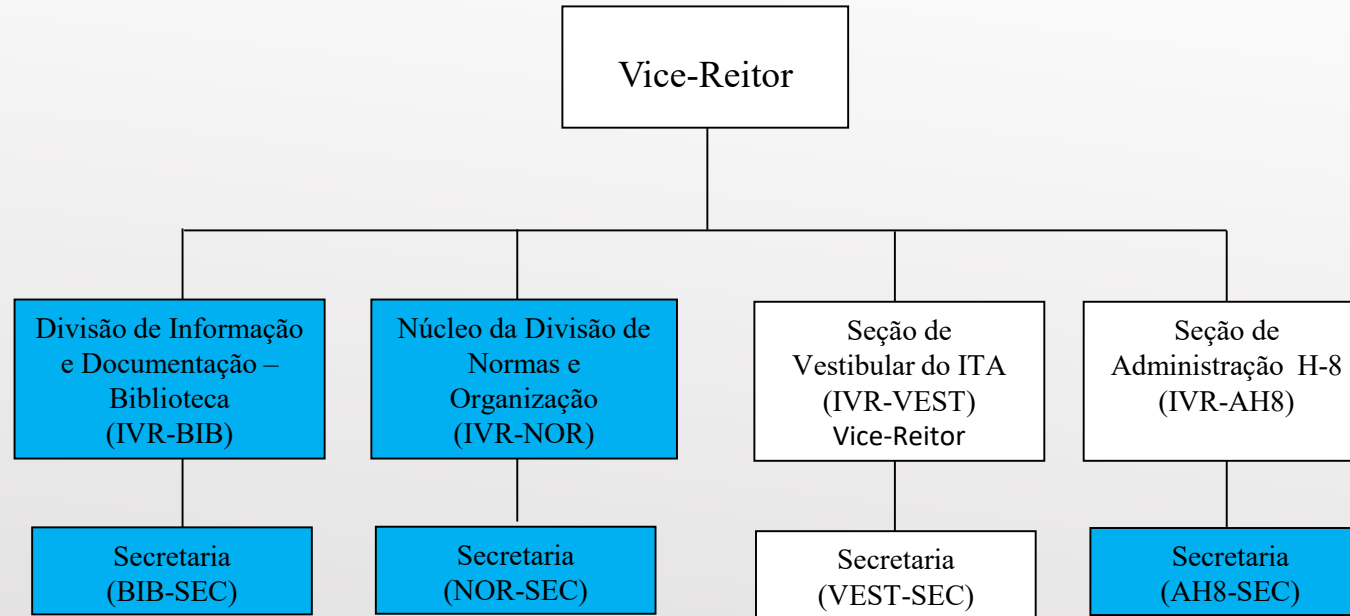 Vice-Reitor
Divisão de Informação
e Documentação –
Biblioteca
(IVR-BIB)
Núcleo da Divisão de
Normas e
Organização
(IVR-NOR)
Seção de
Vestibular do ITA
(IVR-VEST)
Vice-Reitor
Seção de
Administração H-8
(IVR-AH8)
Secretaria
(BIB-SEC)
Secretaria
(NOR-SEC)
Secretaria
(VEST-SEC)
Secretaria
(AH8-SEC)